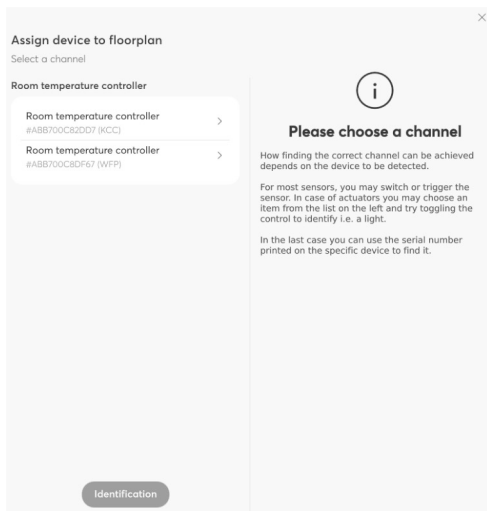 Assign device to floorplan
Select a channel
Room temperature controller
Room temperature controller
#ABB700C82DD7 (KCC)
Room temperature controller
#ABB700C8DF67 (WFP)
Identification
Please choose a channel
How finding the correct channel can be achieved
depends on the device to be detected.
For most sensors, you may switch or trigger the
sensor. In case of actuators you may choose an
item from the list on the left and try toggling the
control to identify i.e. a light.
In the last case you can use the serial number
printed on the specific device to find it.